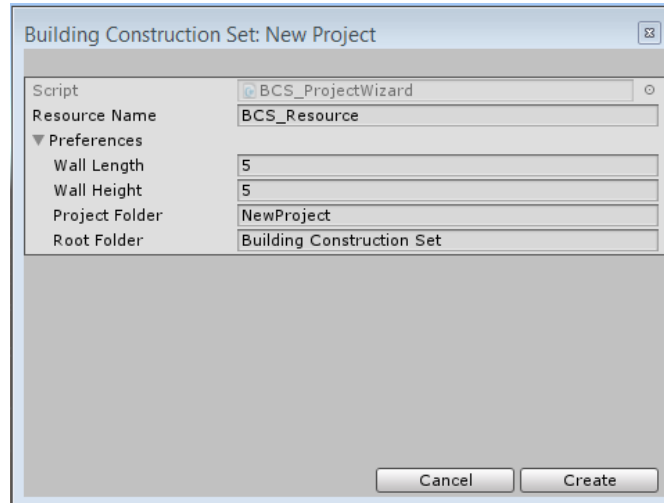 Building Construction Set: New Project
Script BCS_ProjectWizard
Resource Name BCS_Resource
Preferences
Wall Length 5
Wall Height 5
Project Folder NewProject
Root Folder Building Construction Set
Cancel Create